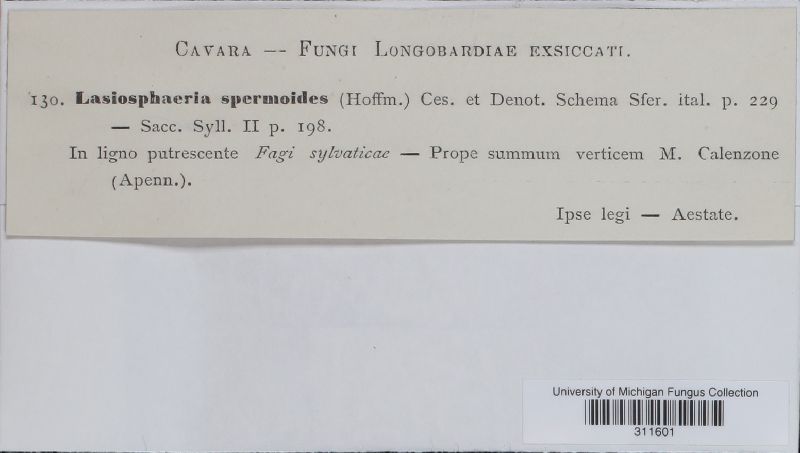 Cavara — Fungi Longobardiae exsiccati.
130. Lasiosphaeria spermoides (Hoffm.) Ces. et Denot. Schema Sfer. ital. p. 229
— Sacc. Syll. II p. 198.
In ligno putrescente Fagi sylvaticae — Prope summum verticem M. Calenzone
(Apenn.).
Ipse legi — Aestate.
University of Michigan Fungus Collection
311601